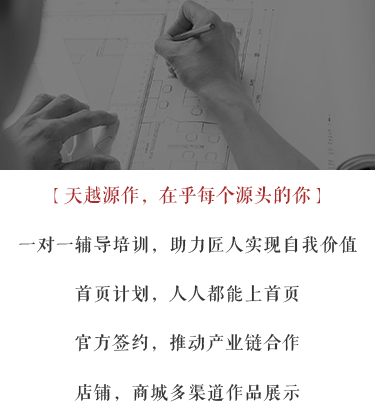 【天越源作，在乎每个源头的你】
一对一辅导培训，助力匠人实现自我价值
首页计划，人人都能上首页
官方签约，推动产业链合作
店铺，商城多渠道作品展示